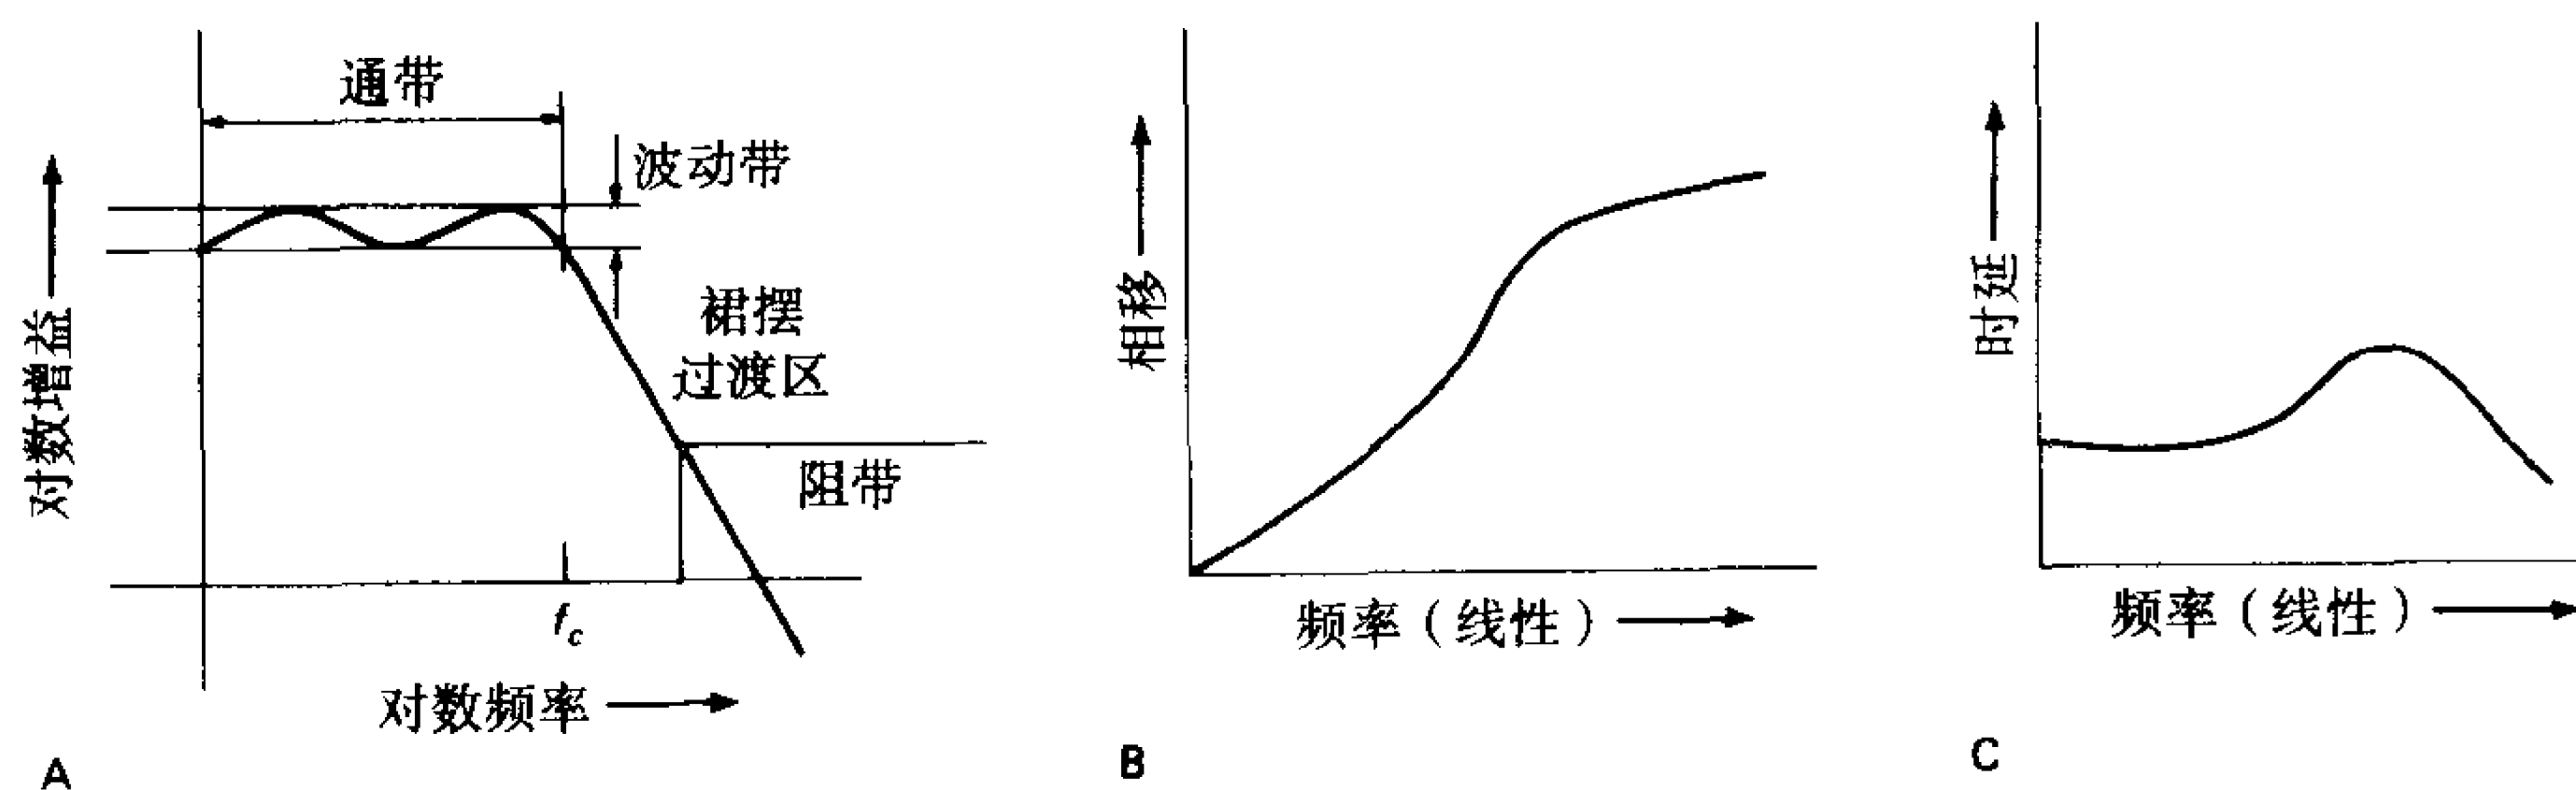 通带
波动带
裙摆
过渡区
阻带
对数增益
f_c
对数频率
A
相移
频率（线性）
B
时延
频率（线性）
C